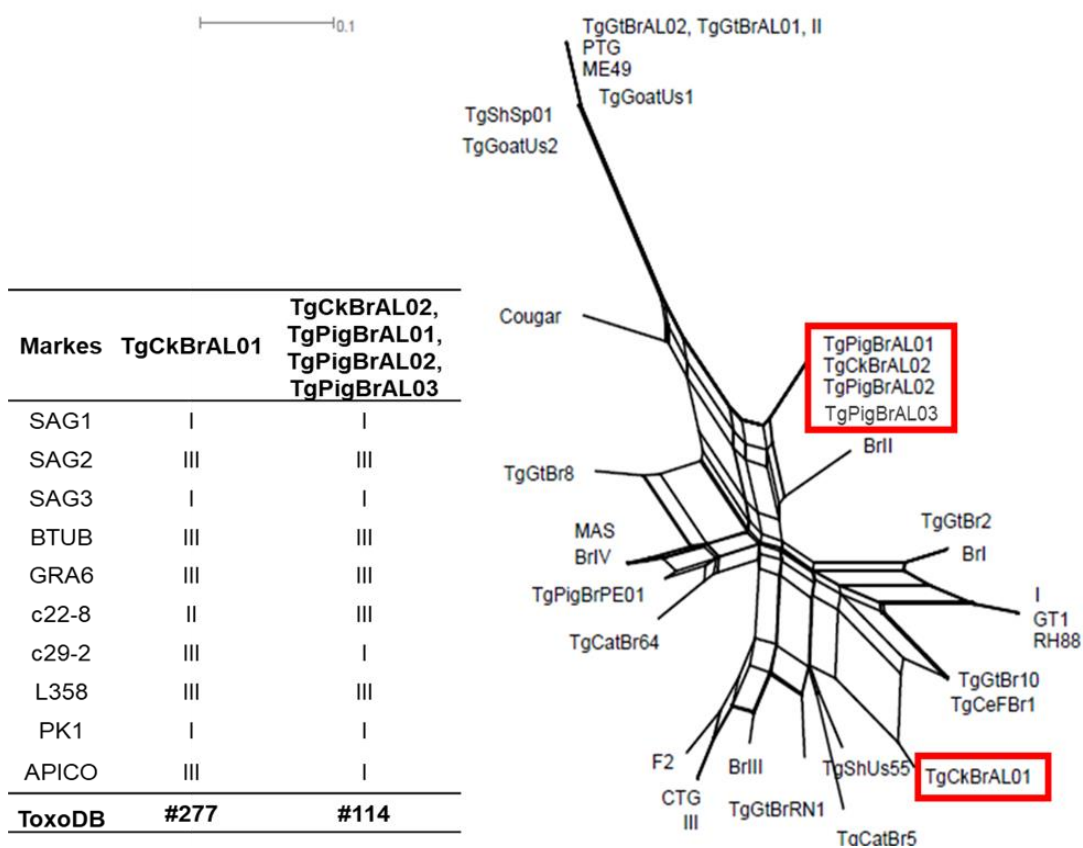 0.1
TgGtBrAL02, TgGtBrAL01, II
PTG
ME49
TgGoatUs1
TgShSp01
TgGoatUs2
Markes TgCkBrAL01 TgCkBrAL02, TgPigBrAL01, TgPigBrAL02, TgPigBrAL03
SAG1 I I
SAG2 III III
SAG3 I I
BTUB III III
GRA6 III III
c22-8 II III
c29-2 III I
L358 III III
PK1 I I
APICO III I
ToxoDB #277 #114
Cougar
TgPigBrAL01
TgCkBrAL02
TgPigBrAL02
TgPigBrAL03
BrII
TgGtBr8
TgGtBr2
BrI
MAS
BrIV
I
GT1
RH88
TgPigBrPE01
TgCatBr64
TgGtBr10
TgCeFBr1
F2
BrIII
TgShUs55
TgCkBrAL01
CTG
III
TgGtBrRN1
TgCatBr5